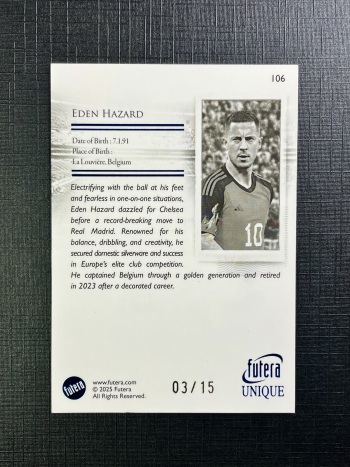 106
EDEN HAZARD
Date of Birth : 7.1.91
Place of Birth :
La Louvière, Belgium
Electrifying with the ball at his feet
and fearless in one-on-one situations,
Eden Hazard dazzled for Chelsea
before a record-breaking move to
Real Madrid. Renowned for his
balance, dribbling, and creativity, he
secured domestic silverware and success
in Europe's elite club competition.
He captained Belgium through a golden generation and retired
in 2023 after a decorated career.
10
futera
www.futera.com
© 2025 Futera
All Rights Reserved.
03/15
futera
UNIQUE